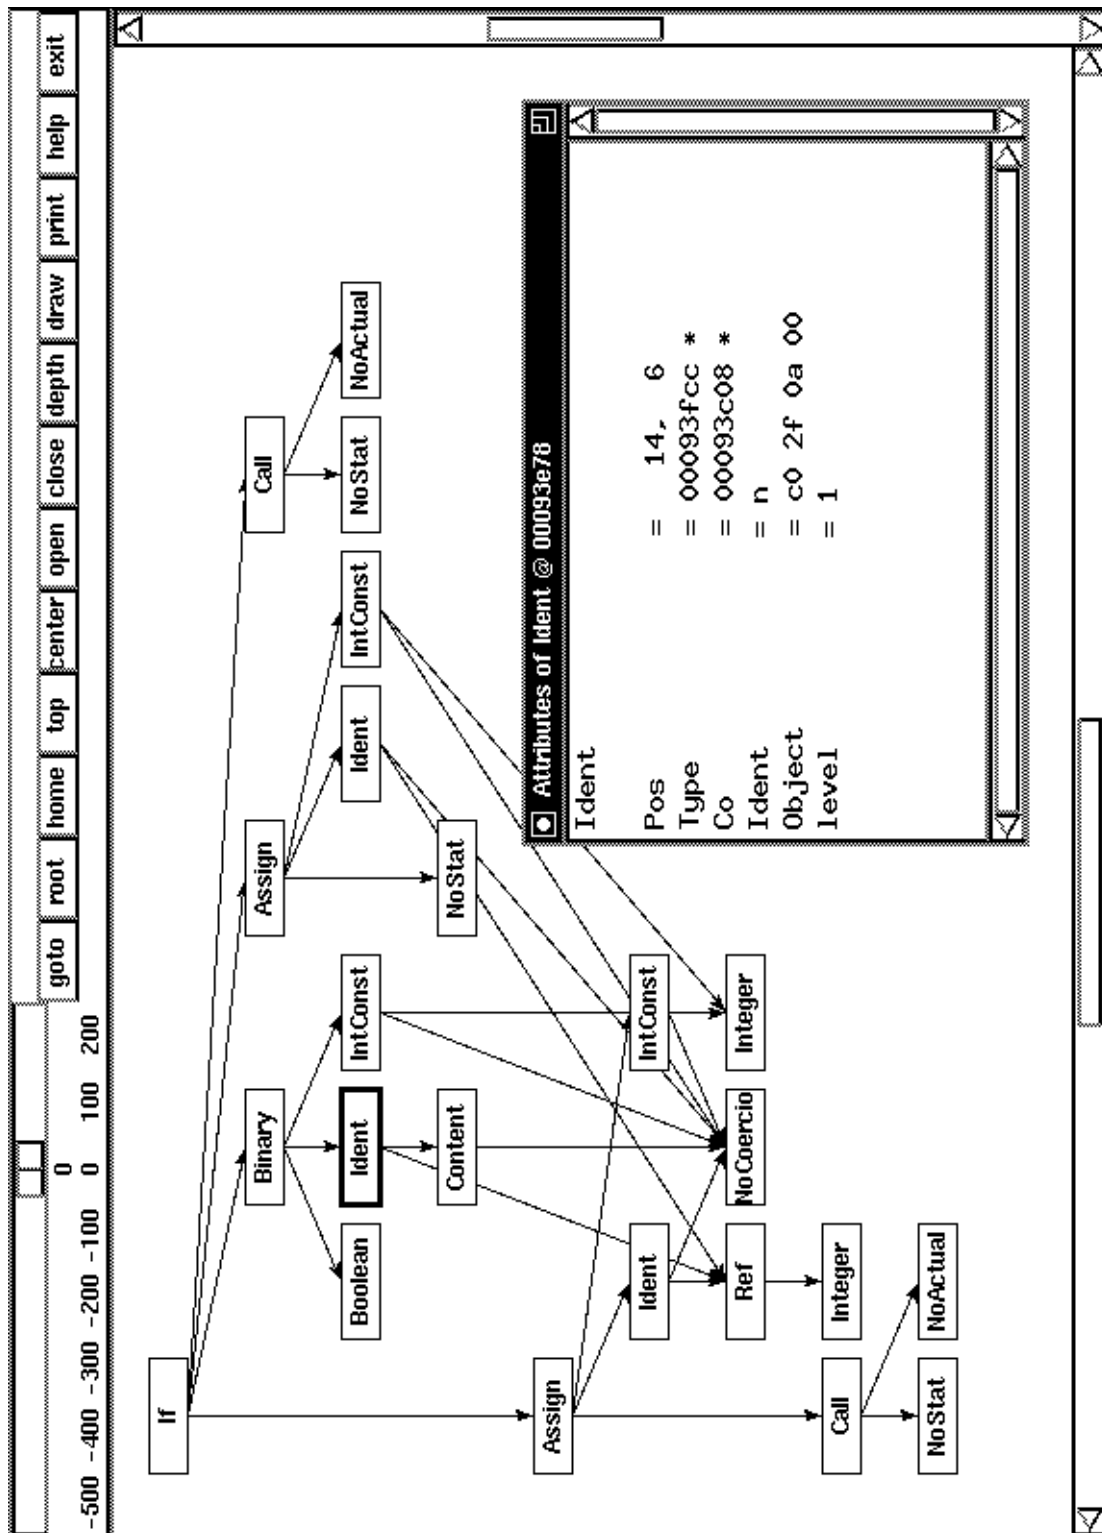 0
-500 -400 -300 -200 -100 0 100 200
goto root home top center open close depth draw print help exit
If
Binary Assign Call
Boolean Ident IntConst Ident IntConst NoStat NoActual
Content NoStat
Assign
Ident IntConst
Ref NoCoercio Integer
Call Integer
NoStat NoActual
Attributes of Ident @ 00093e78
Ident
Pos = 14, 6
Type = 00093fcc *
Co = 00093c08 *
Ident = n
Object = c0 2f 0a 00
level = 1